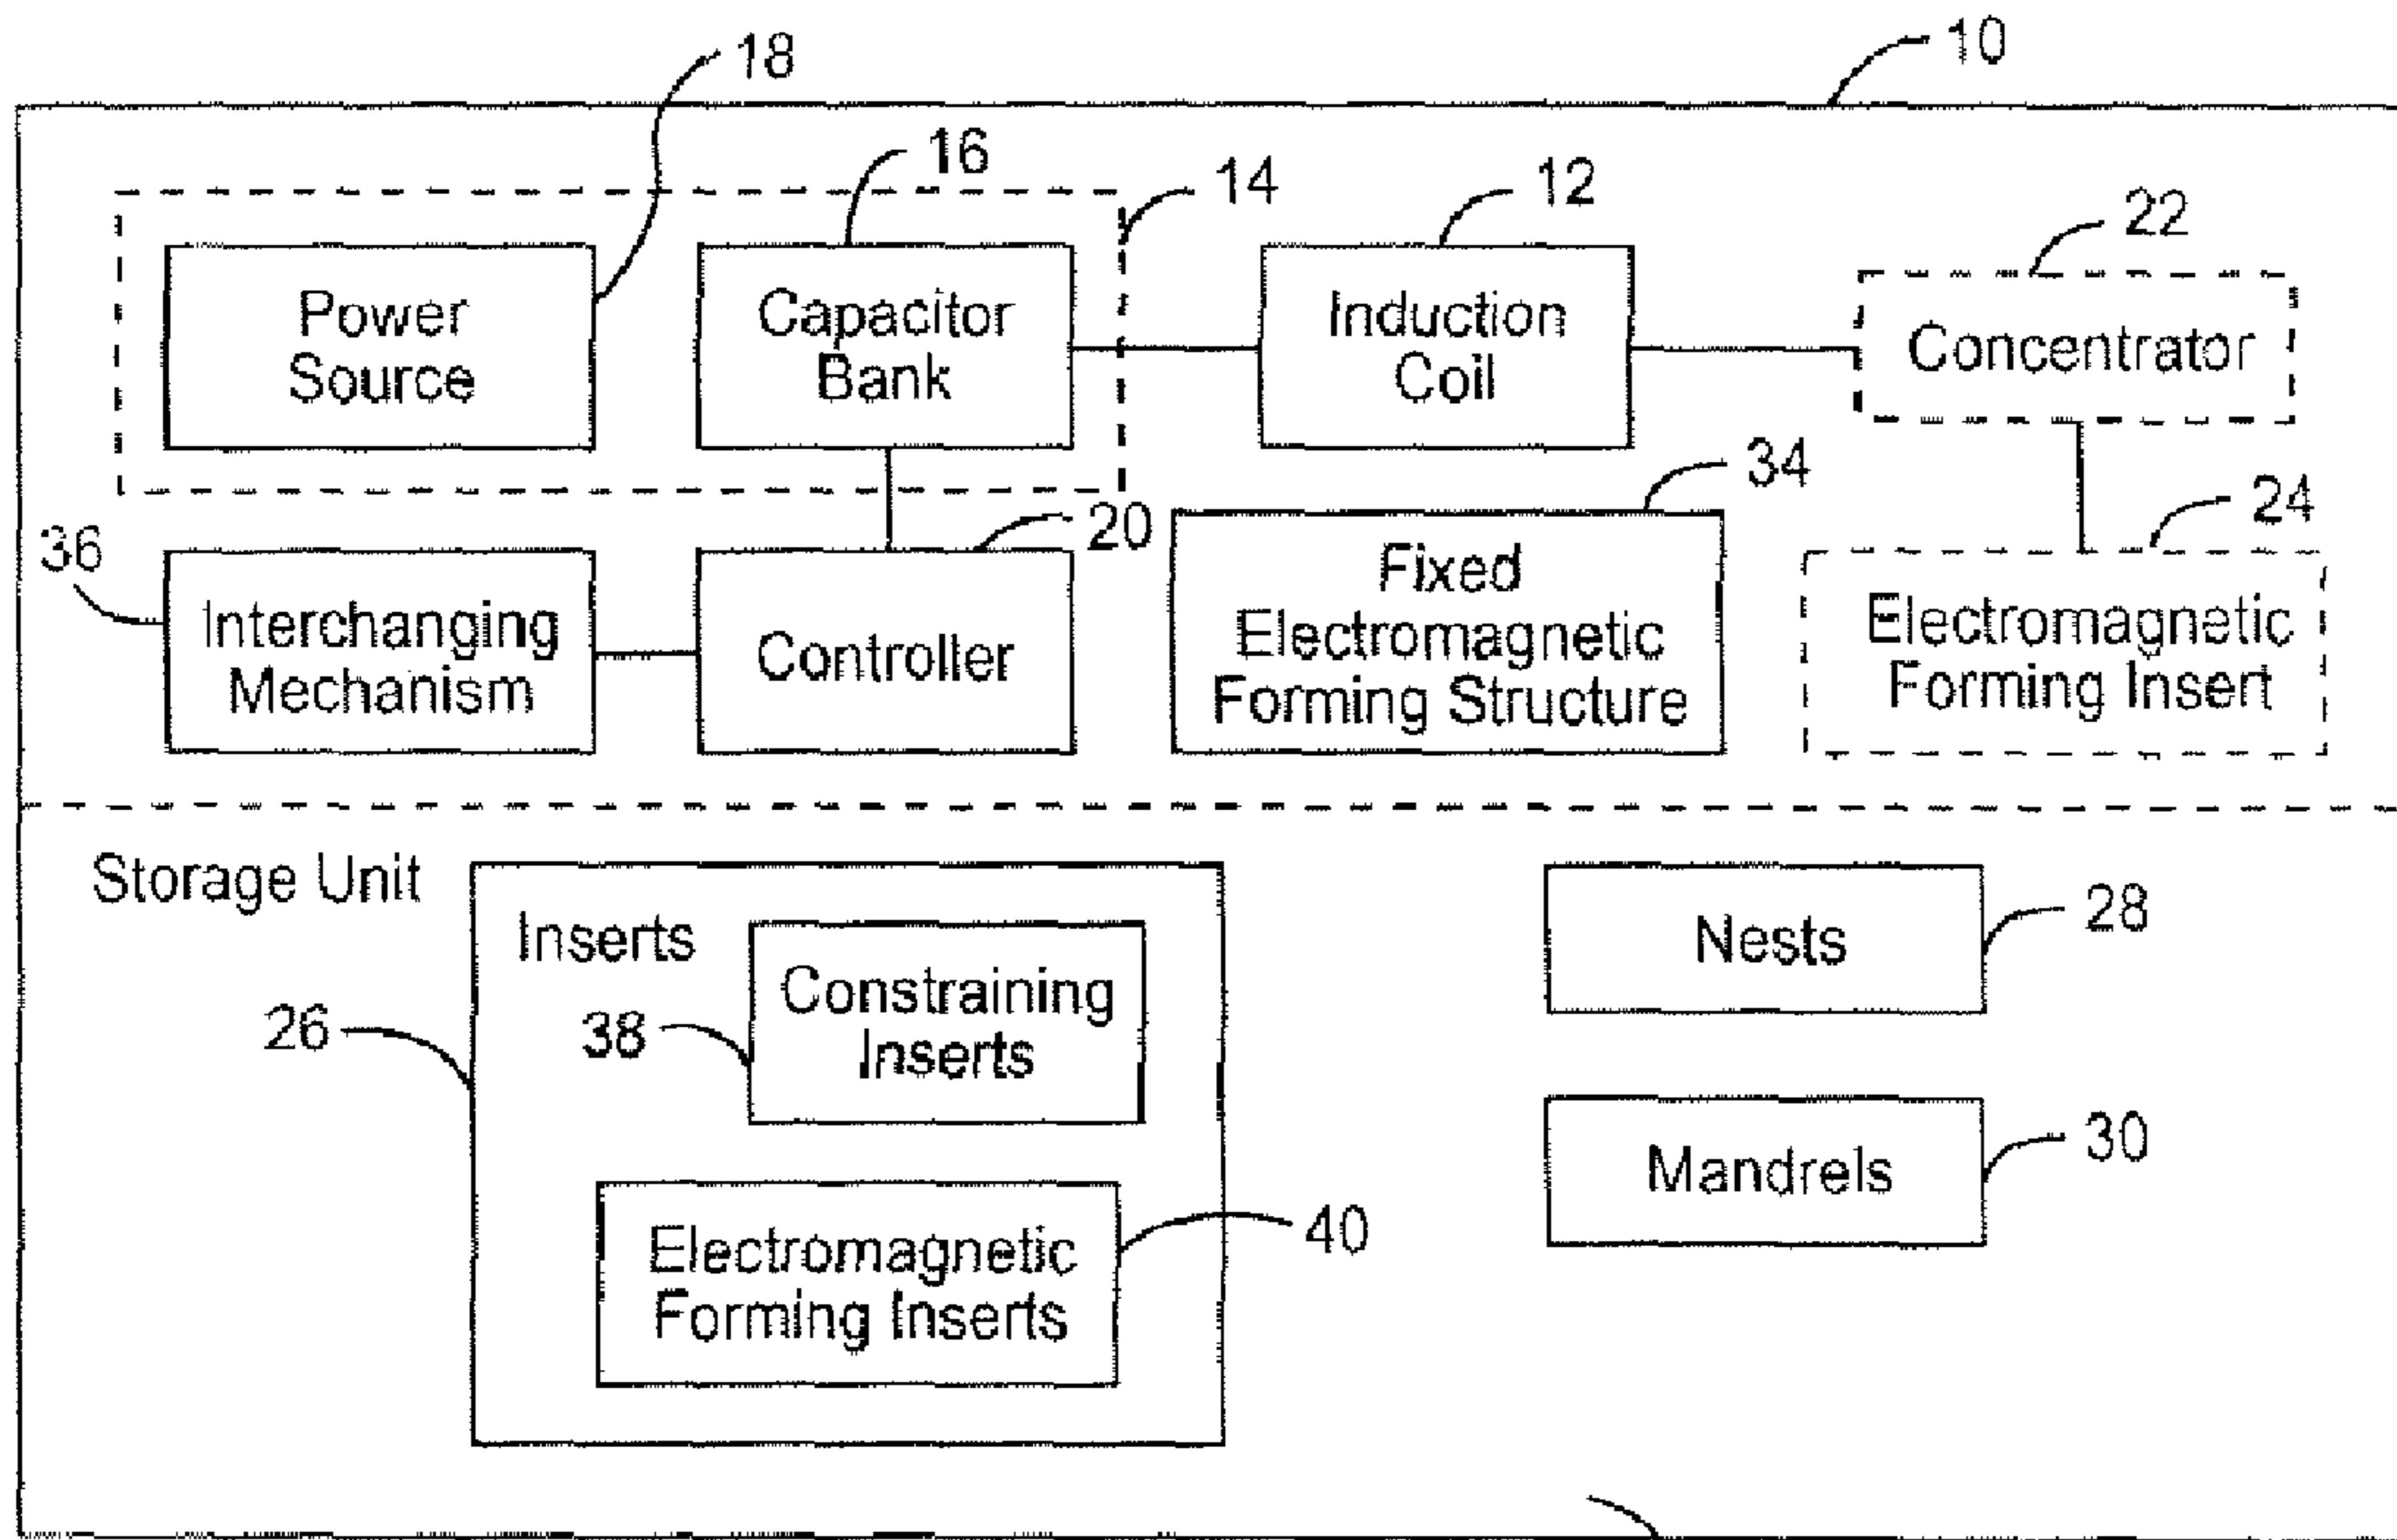 10
18
16
14
12
22
Power
Source
Capacitor
Bank
Induction
Coil
Concentrator
34
24
36
20
Interchanging
Mechanism
Controller
Fixed
Electromagnetic
Forming Structure
Electromagnetic
Forming Insert
Storage Unit
Inserts
26
38
Constraining
Inserts
Nests
28
Electromagnetic
Forming Inserts
40
Mandrels
30